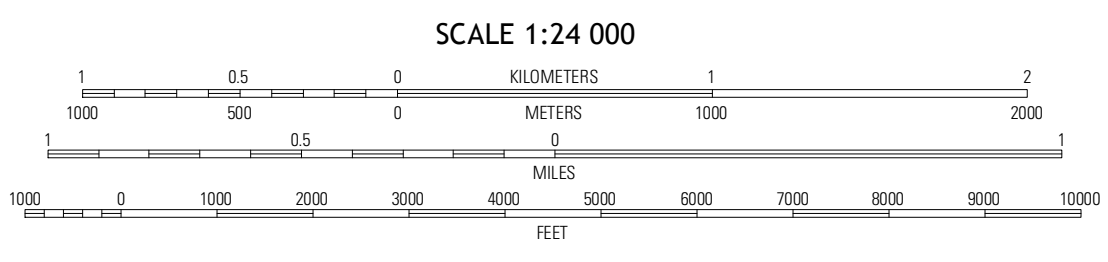 SCALE 1:24 000
1 0.5 0 KILOMETERS 1 2
1000 500 0 METERS 1000 2000
1 0.5 0 1
MILES
1000 0 1000 2000 3000 4000 5000 6000 7000 8000 9000 10000
FEET